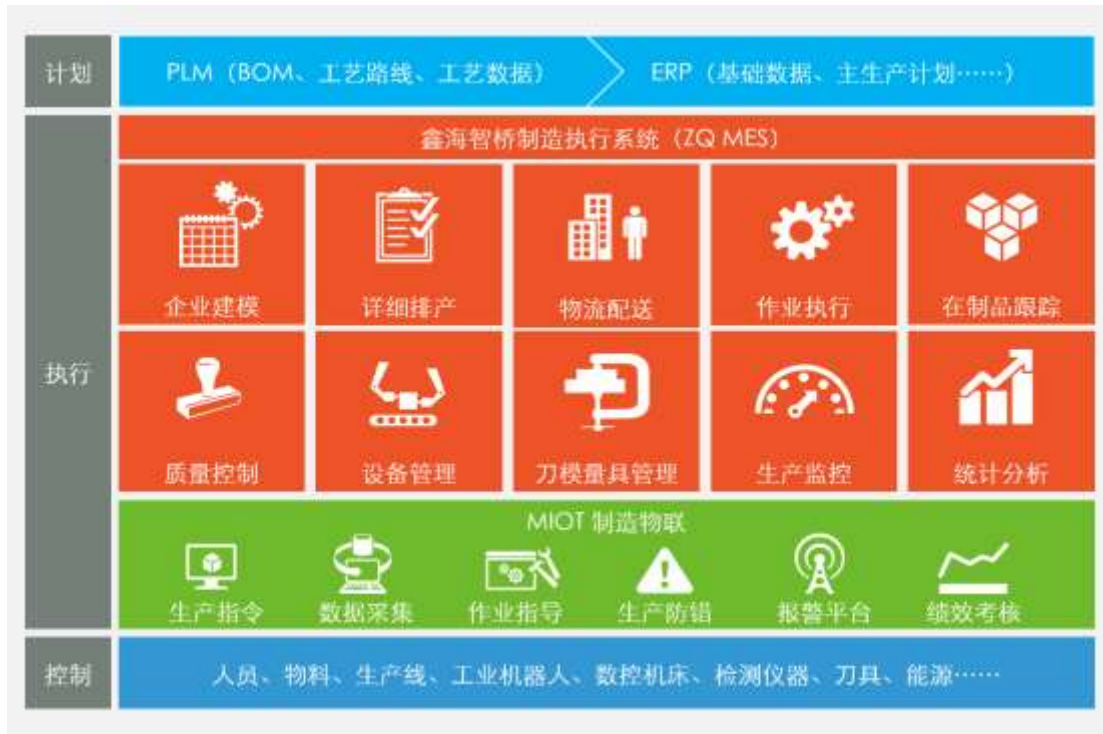 计划
PLM（BOM、工艺路线、工艺数据）
ERP（基础数据、主生产计划……）
执行
鑫海智桥制造执行系统（ZQ MES）
企业建模
详细排产
物流配送
作业执行
在制品跟踪
质量控制
设备管理
刀模量具管理
生产监控
统计分析
MIOT 制造物联
生产指令
数据采集
作业指导
生产防错
报警平台
绩效考核
控制
人员、物料、生产线、工业机器人、数控机床、检测仪器、刀具、能源……